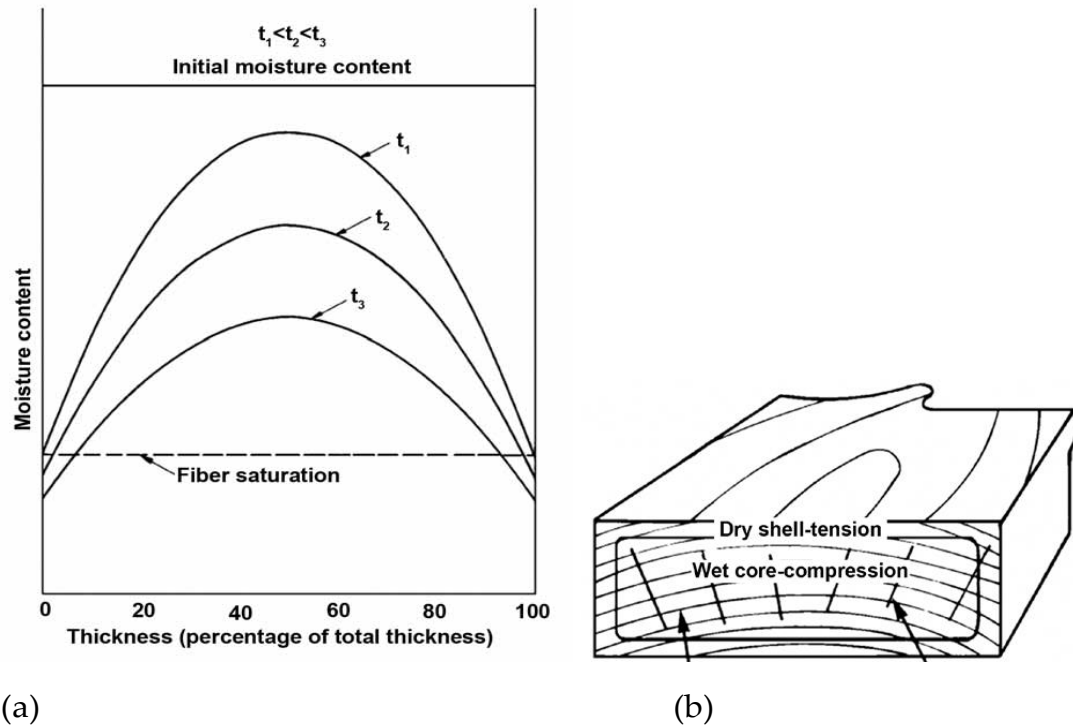 t₁<t₂<t₃
Initial moisture content
t₁
t₂
t₃
Fiber saturation
Moisture content
0 20 40 60 80 100
Thickness (percentage of total thickness)
Dry shell-tension
Wet core-compression
(a) (b)